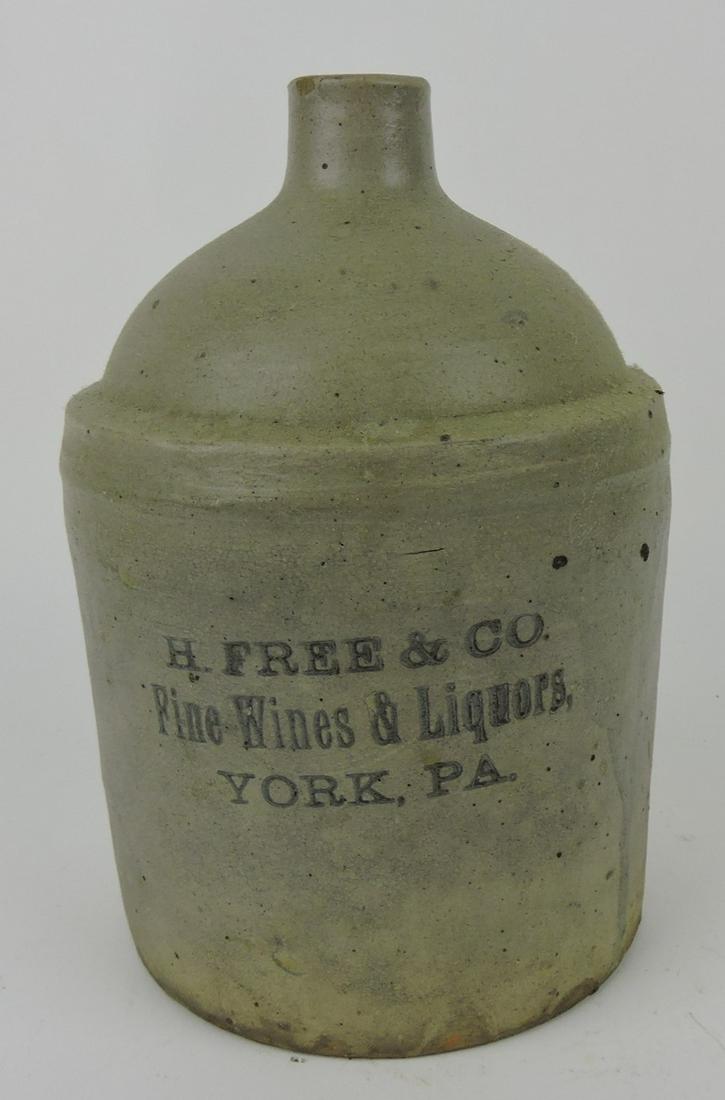 H. FREE & CO.
Fine Wines & Liquors,
YORK, PA.